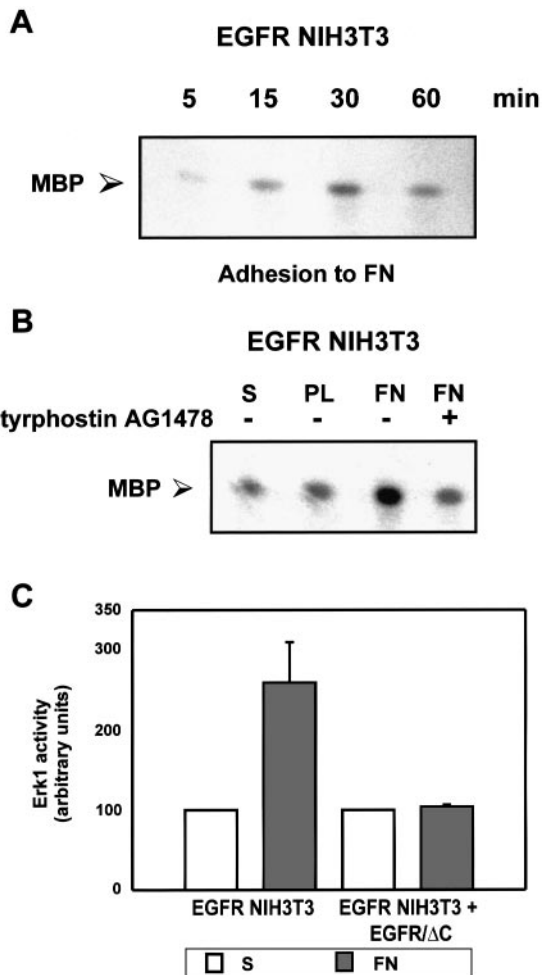 A
EGFR NIH3T3
5 15 30 60 min
MBP
Adhesion to FN
B
EGFR NIH3T3
S PL FN FN
tyrphostin AG1478 - - - +
MBP
C
350
300
200
100
0
Erk1 activity
(arbitrary units)
EGFR NIH3T3
EGFR NIH3T3 +
EGFR/ΔC
S FN